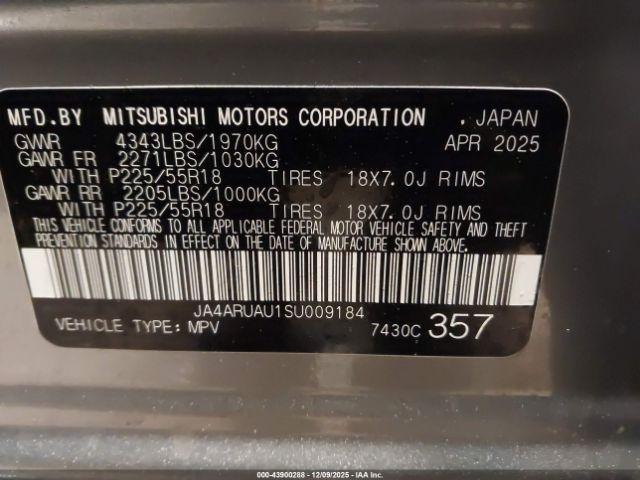 MFD.BY MITSUBISHI MOTORS CORPORATION . JAPAN
GVWR 4343LBS/1970KG APR 2025
GAWR FR 2271LBS/1030KG
WITH P225/55R18 TIRES 18X7.0J RIMS
GAWR RR 2205LBS/1000KG
WITH P225/55R18 TIRES 18X7.0J RIMS
THIS VEHICLE CONFORMS TO ALL APPLICABLE FEDERAL MOTOR VEHICLE SAFETY AND THEFT
PREVENTION STANDARDS IN EFFECT ON THE DATE OF MANUFACTURE SHOWN ABOVE.
JA4ARUAU1SU009184
VEHICLE TYPE: MPV 7430C 357
000-43900288 - 12/09/2025 - IAA Inc.